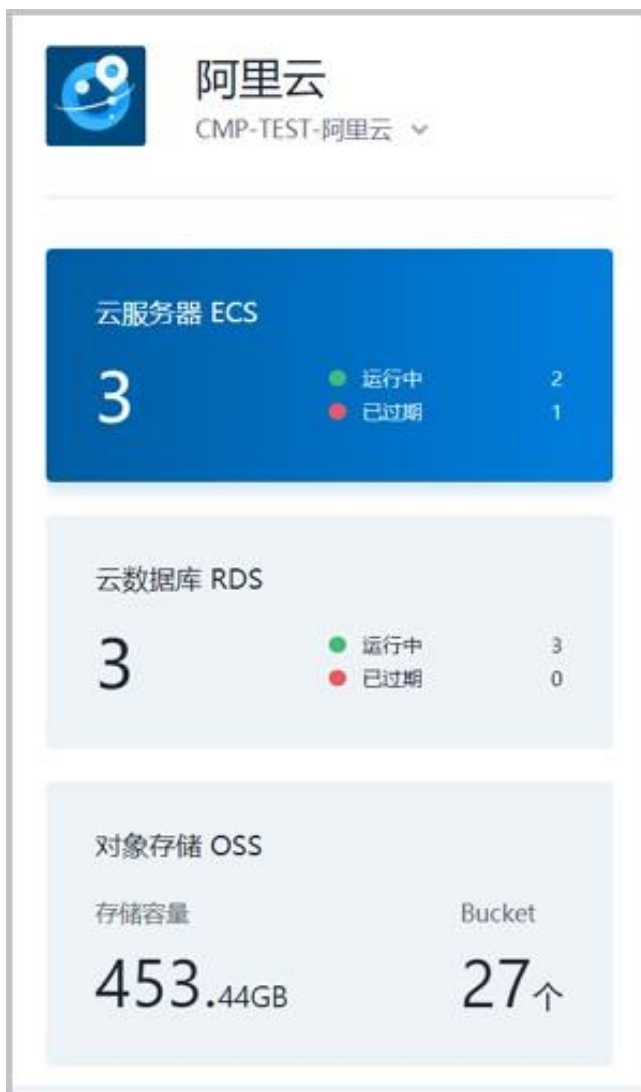 阿里云
CMP-TEST-阿里云
云服务器 ECS
3
运行中 2
已过期 1
云数据库 RDS
3
运行中 3
已过期 0
对象存储 OSS
存储容量 Bucket
453.44GB 27个